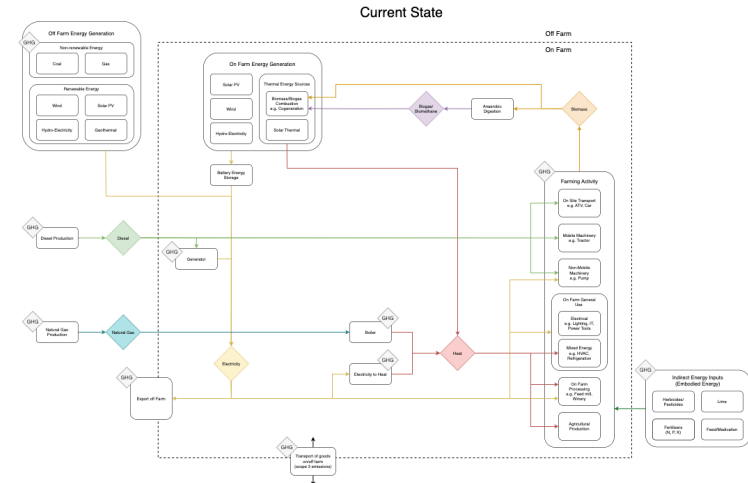 Current State
Off Farm
On Farm
GHG
Off Farm Energy Generation
Non-renewable Energy
Coal
Gas
Renewable Energy
Wind
Solar PV
Hydro-Electricity
Geothermal
On Farm Energy Generation
Solar PV
Wind
Hydro-Electricity
Thermal Energy Sources
Biomass/Biogas
Combustion
e.g. Cogeneration
Solar Thermal
Biogas/
Biomethane
Anaerobic
Digestion
Biomass
Battery Energy
Storage
GHG
Farming Activity
On Site Transport
e.g. ATV, Car
Mobile Machinery
e.g. Tractor
Non-Mobile
Machinery
e.g. Pump
On Farm General
Use
Electrical
e.g. Lighting, IT,
Power Tools
Mixed Energy
e.g. HVAC,
Refrigeration
On Farm
Processing
e.g. Feed mill,
Winery
Agricultural
Production
GHG
Diesel Production
Diesel
GHG
Generator
GHG
Natural Gas
Production
Natural Gas
GHG
Boiler
GHG
Electricity to Heat
Heat
Electricity
GHG
Export off Farm
GHG
Transport of goods
on/off farm
(scope 3 emissions)
GHG
Indirect Energy Inputs
(Embodied Energy)
Herbicides/
Pesticides
Lime
Fertilisers
(N, P, K)
Feed/Medication